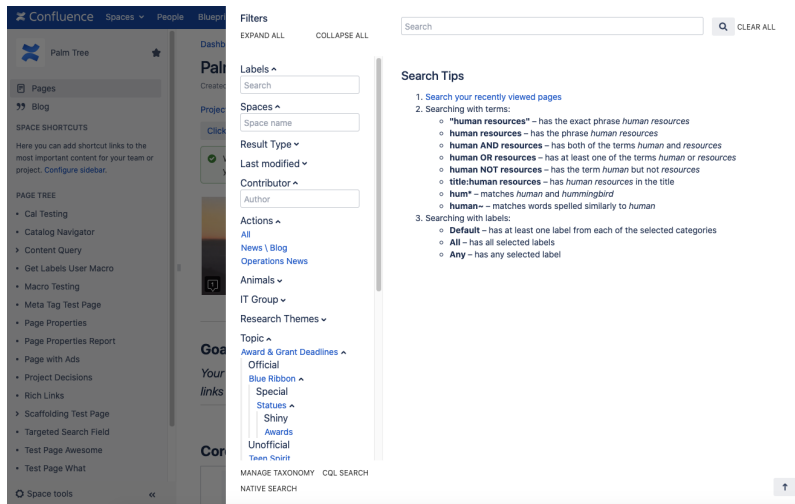 Confluence Spaces People Bluepri
Palm Tree
Pages
Blog
SPACE SHORTCUTS
Here you can add shortcut links to the
most important content for your team or
project. Configure sidebar.
PAGE TREE
Cal Testing
Catalog Navigator
Content Query
Get Labels User Macro
Macro Testing
Meta Tag Test Page
Page Properties
Page Properties Report
Page with Ads
Project Decisions
Rich Links
Scaffolding Test Page
Targeted Search Field
Test Page Awesome
Test Page What
Space tools
Dashb
Pal
Created
Projec
Click
Goa
Your
links
Cor
Filters
EXPAND ALL COLLAPSE ALL
Labels
Search
Spaces
Space name
Result Type
Last modified
Contributor
Author
Actions
All
News \ Blog
Operations News
Animals
IT Group
Research Themes
Topic
Award & Grant Deadlines
Official
Blue Ribbon
Special
Statues
Shiny
Awards
Unofficial
Teen Spirit
MANAGE TAXONOMY CQL SEARCH
NATIVE SEARCH
Search CLEAR ALL
Search Tips
1. Search your recently viewed pages
2. Searching with terms:
"human resources" – has the exact phrase human resources
human resources – has the phrase human resources
human AND resources – has both of the terms human and resources
human OR resources – has at least one of the terms human or resources
human NOT resources – has the term human but not resources
title:human resources – has human resources in the title
hum* – matches human and hummingbird
human~ – matches words spelled similarly to human
3. Searching with labels:
Default – has at least one label from each of the selected categories
All – has all selected labels
Any – has any selected label